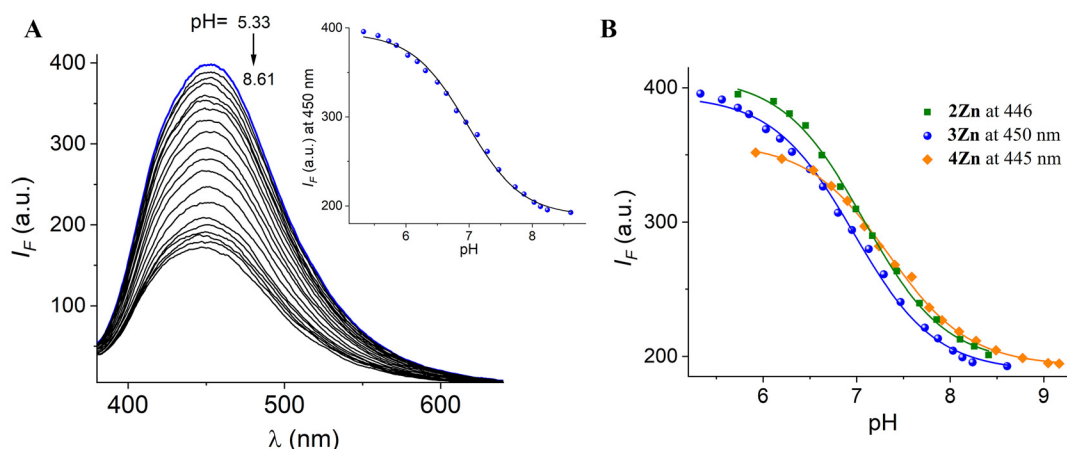 A
pH= 5.33
8.61
400
300
200
100
400
500
600
I_F (a.u.)
λ (nm)
400
350
300
250
200
6
7
8
I_F (a.u.) at 450 nm
pH
B
400
300
200
6
7
8
9
I_F (a.u.)
pH
2Zn at 446
3Zn at 450 nm
4Zn at 445 nm